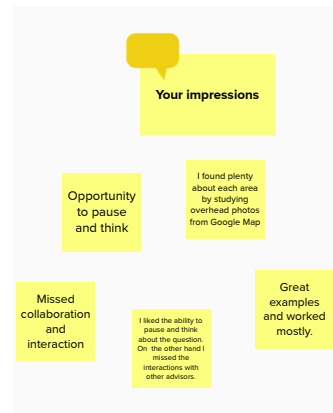 Your impressions
I found plenty
about each area
by studying
overhead photos
from Google Map
Opportunity
to pause
and think
Great
examples
and worked
mostly.
Missed
collaboration
and
interaction
I liked the ability to
pause and think
about the question.
On the other hand I
missed the
interactions with
other advisors.